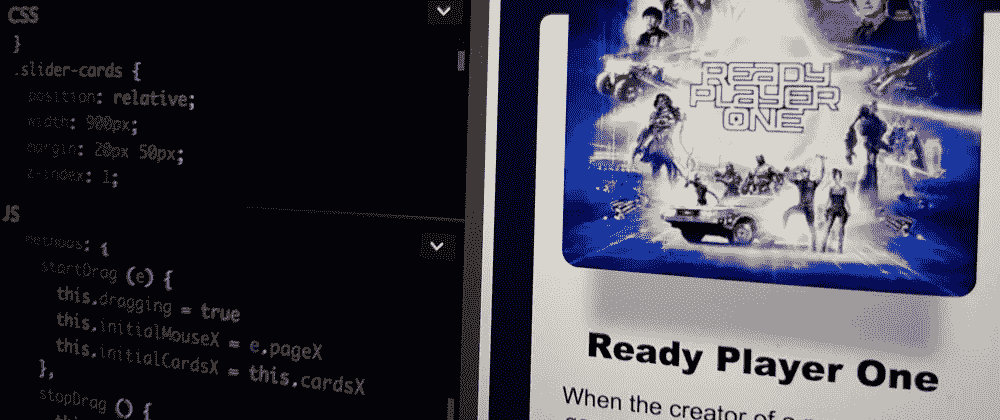 CSS
}
.slider-cards {
position: relative;
width: 900px;
margin: 20px 50px;
z-index: 1;
JS
methods: {
startDrag (e) {
this.dragging = true
this.initialMouseX = e.pageX
this.initialCardsX = this.cardsX
},
stopDrag () {
READY
PLAYER
ONE
Ready Player One
When the creator of a